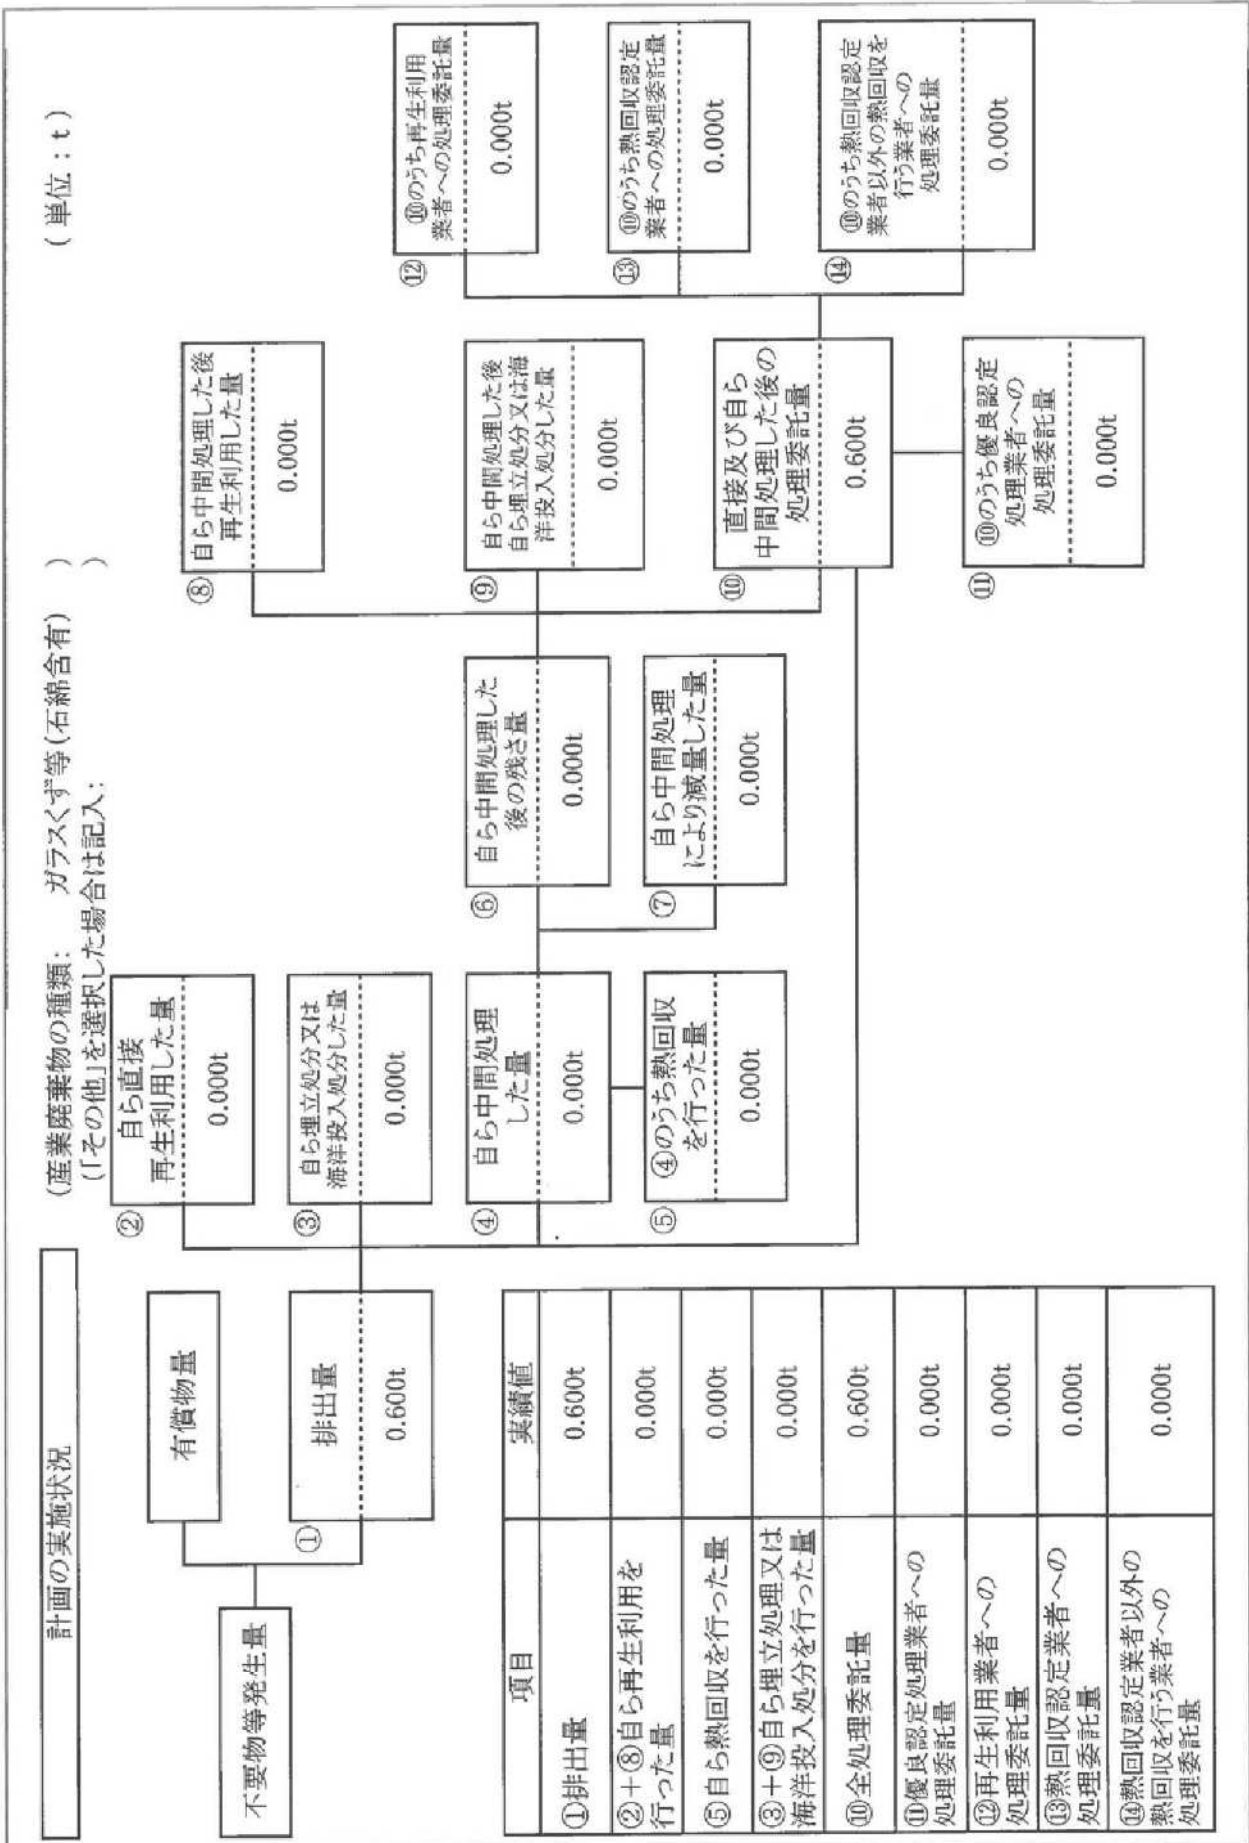 計画の実施状況
(産業廃棄物の種類： ガラスくず等(石綿含有) )
(「その他」を選択した場合は記入： )
(単位：t)
不要物等発生量
有償物量
①
排出量
0.600t
②
自ら直接
再生利用した量
0.000t
③
自ら埋立処分又は
海洋投入処分した量
0.000t
④
自ら中間処理
した量
0.000t
⑤
④のうち熱回収
を行った量
0.000t
⑥
自ら中間処理した
後の残さ量
0.000t
⑦
自ら中間処理
により減量した量
0.000t
⑧
自ら中間処理した後
再生利用した量
0.000t
⑨
自ら中間処理した後
自ら埋立処分又は海
洋投入処分した量
0.000t
⑩
直接及び自ら
中間処理した後の
処理委託量
0.600t
⑪
⑩のうち優良認定
処理業者への
処理委託量
0.000t
⑫
⑩のうち再生利用
業者への処理委託量
0.000t
⑬
⑩のうち熱回収認定
業者への処理委託量
0.000t
⑭
⑩のうち熱回収認定
業者以外の熱回収を
行う業者への
処理委託量
0.000t
項目 実績値
①排出量 0.600t
②＋⑧自ら再生利用を
行った量 0.000t
⑤自ら熱回収を行った量 0.000t
③＋⑨自ら埋立処理又は
海洋投入処分を行った量 0.000t
⑩全処理委託量 0.600t
⑪優良認定処理業者への
処理委託量 0.000t
⑫再生利用業者への
処理委託量 0.000t
⑬熱回収認定業者への
処理委託量 0.000t
⑭熱回収認定業者以外の
熱回収を行う業者への
処理委託量 0.000t